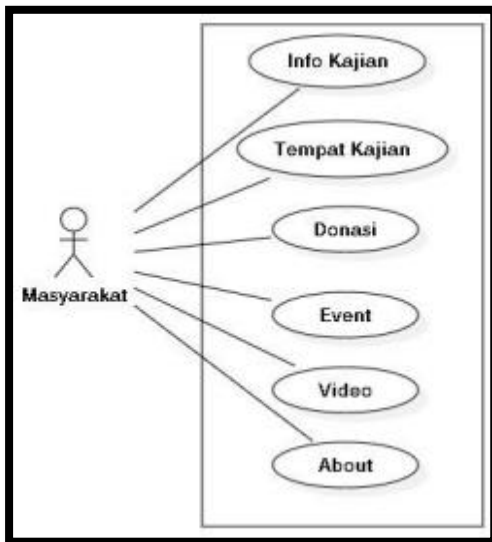 Info Kajian
Tempat Kajian
Donasi
Masyarakat
Event
Video
About